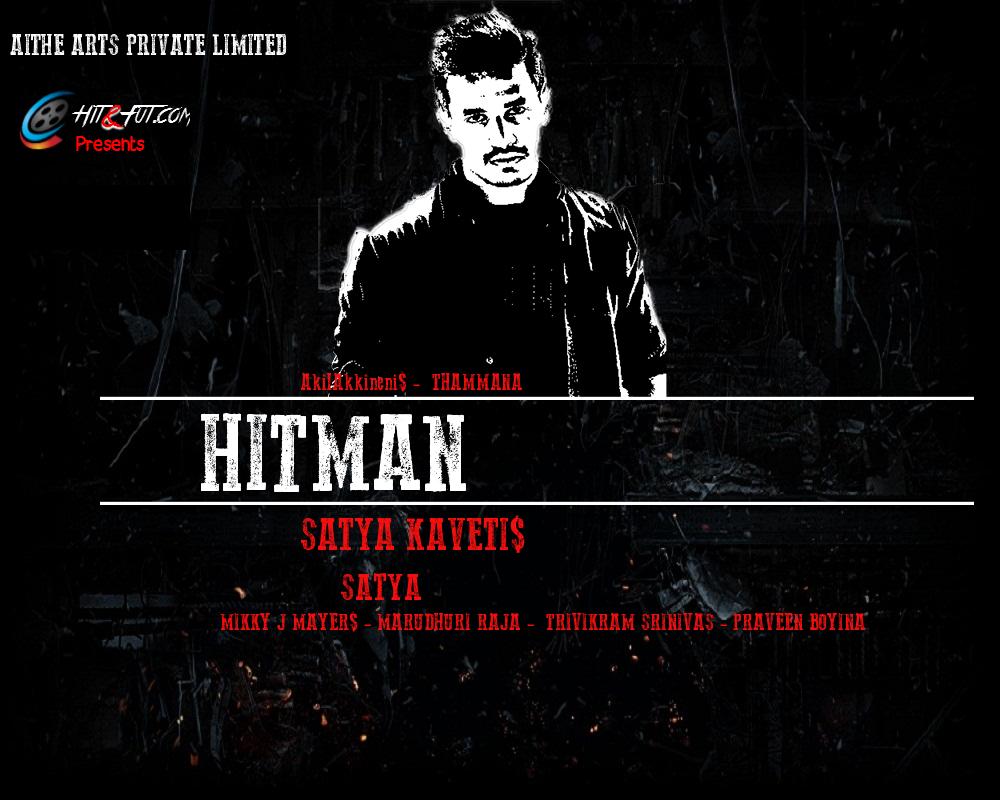 AITHE ARTS PRIVATE LIMITED
HIT&FUT.COM
Presents
AkilAkkineni$ - THAMMANA
HITMAN
SATYA KAVETI$
SATYA
MIKKY J MAYER$ - MARUDHURI RAJA - TRIVIKRAM SRINIVAS - PRAVEEN BOYINA